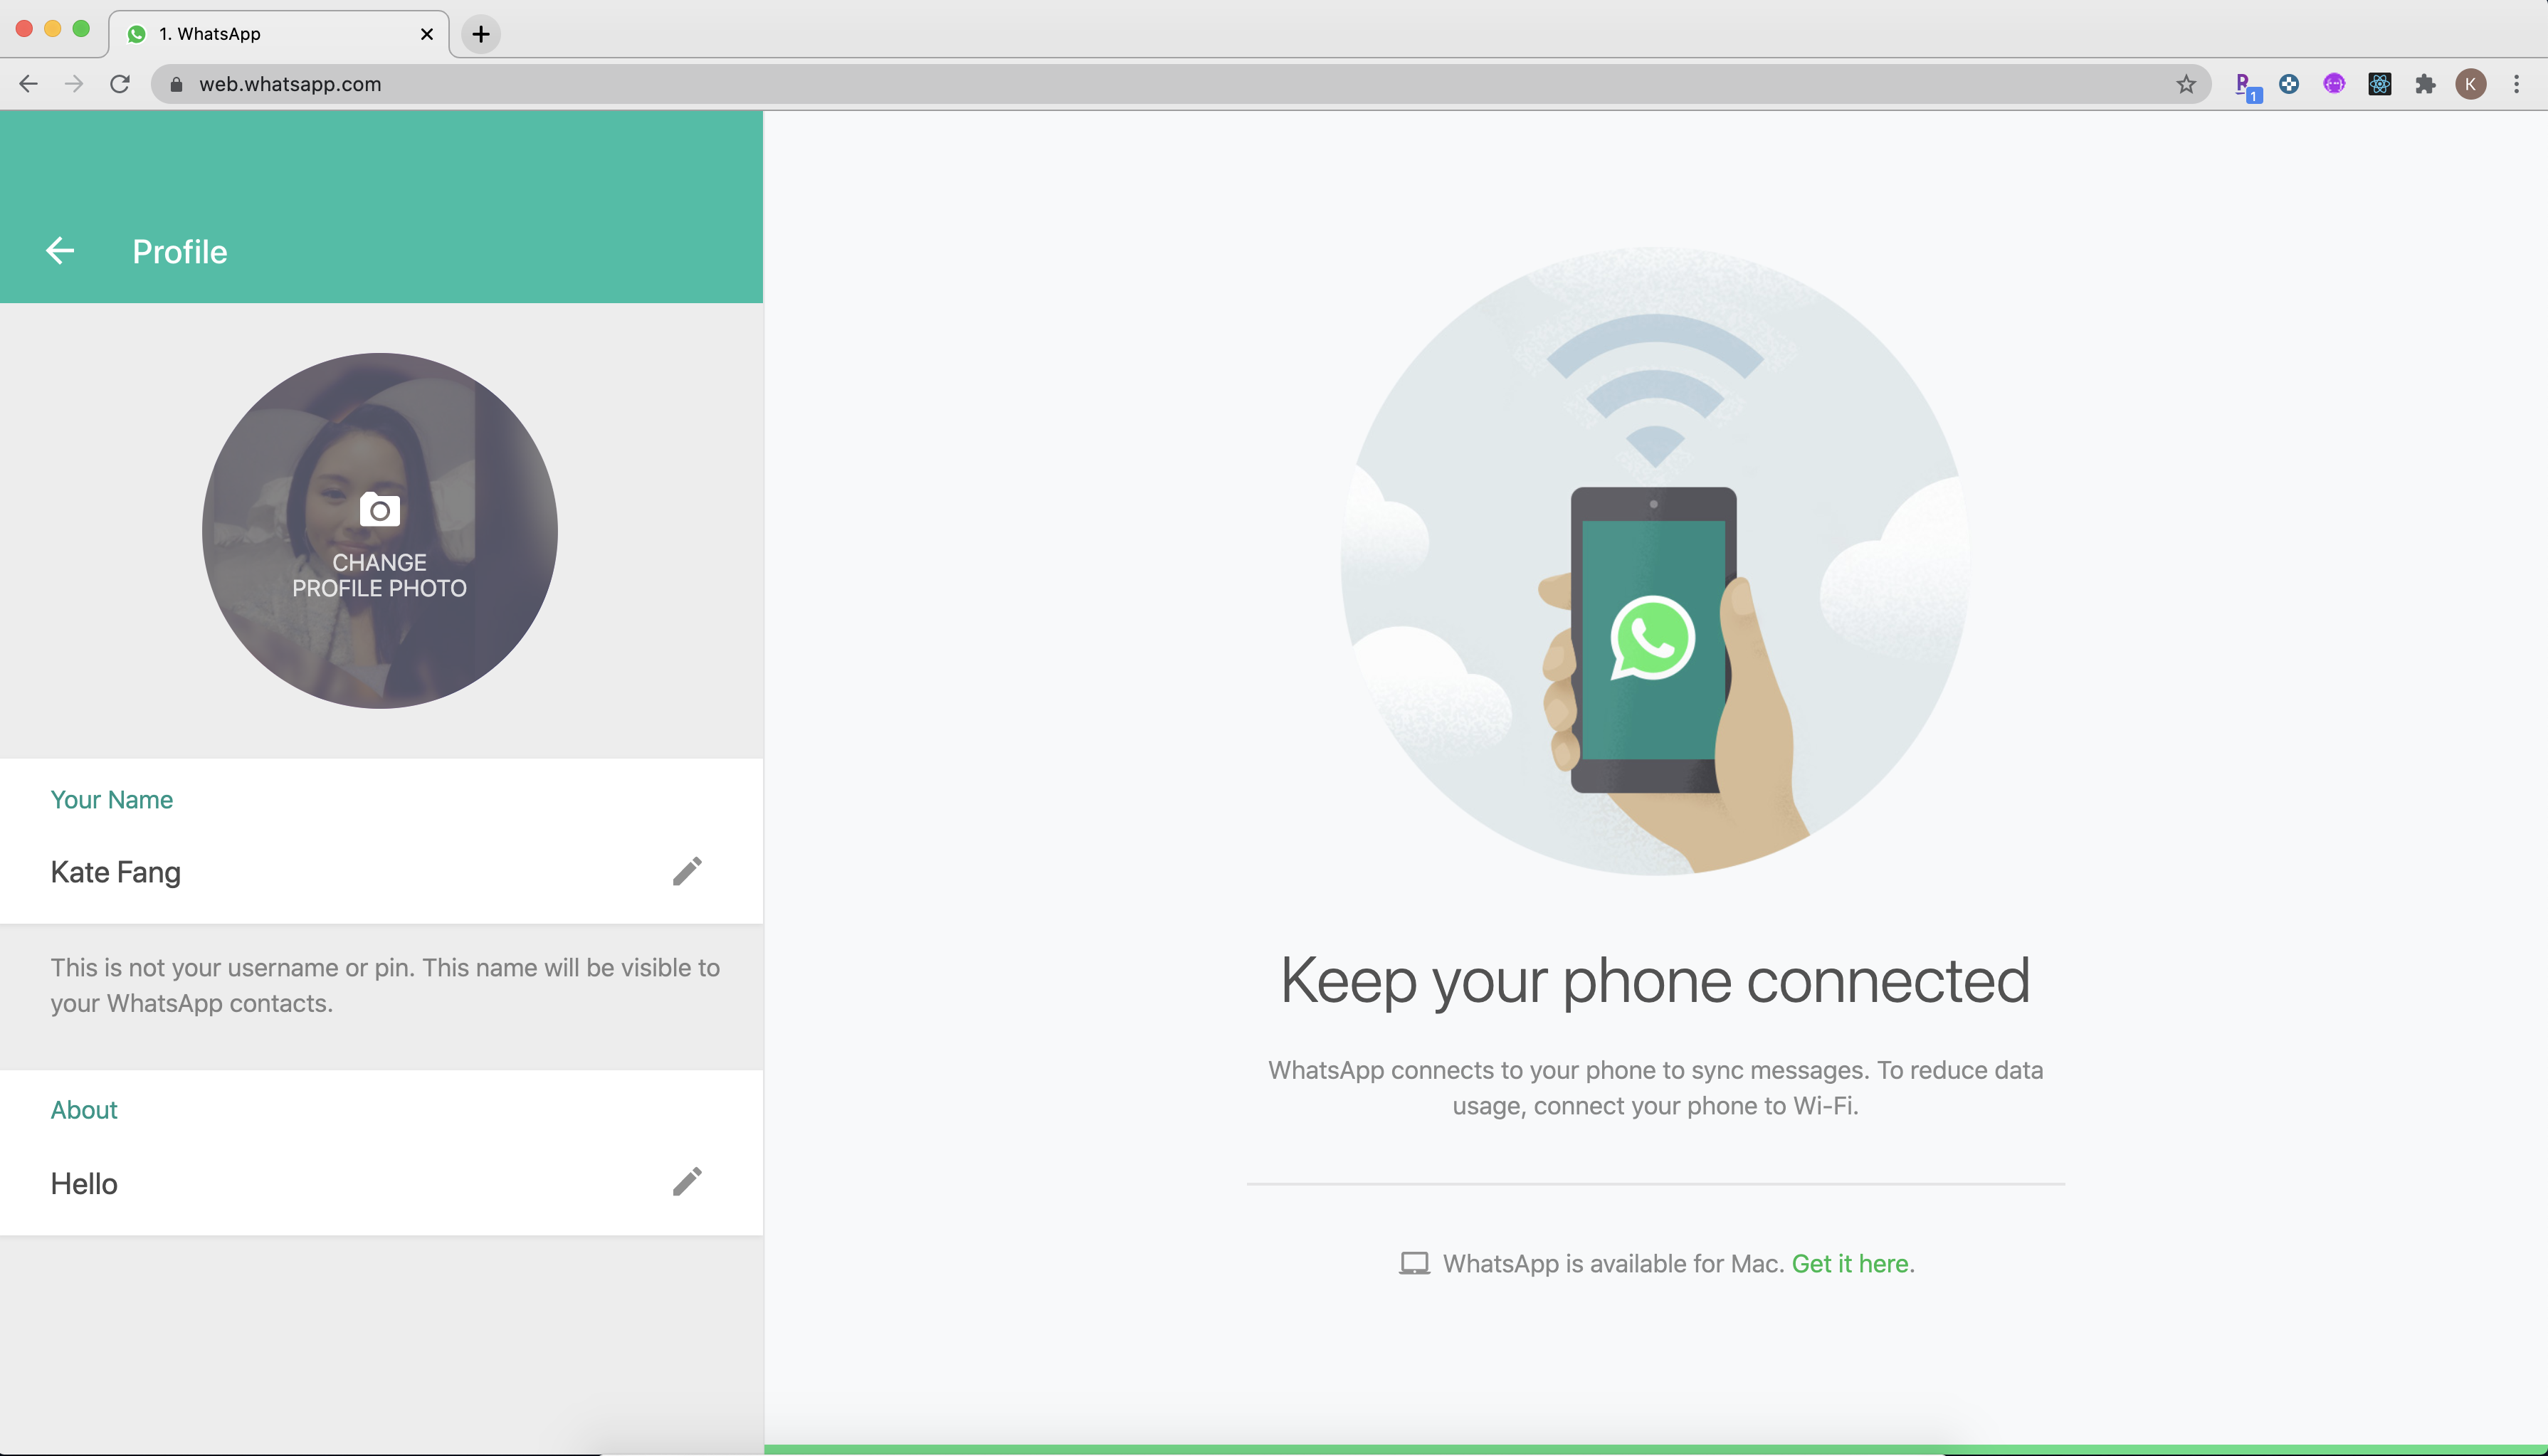 1. WhatsApp
web.whatsapp.com
1
K
Profile
CHANGE
PROFILE PHOTO
Your Name
Kate Fang
This is not your username or pin. This name will be visible to
your WhatsApp contacts.
About
Hello
Keep your phone connected
WhatsApp connects to your phone to sync messages. To reduce data
usage, connect your phone to Wi-Fi.
WhatsApp is available for Mac. Get it here.